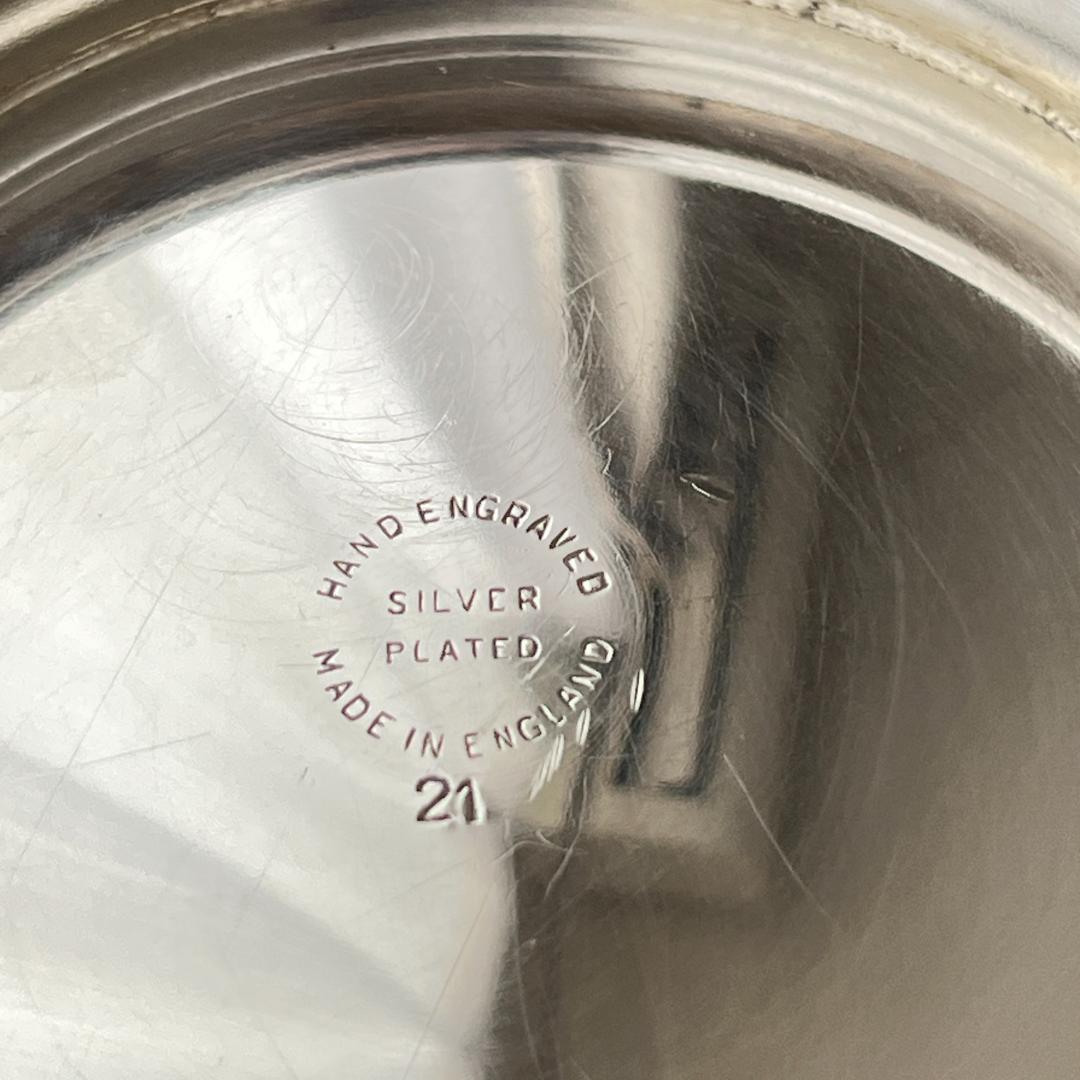 HAND ENGRAVED
SILVER
PLATED
MADE IN ENGLAND
21